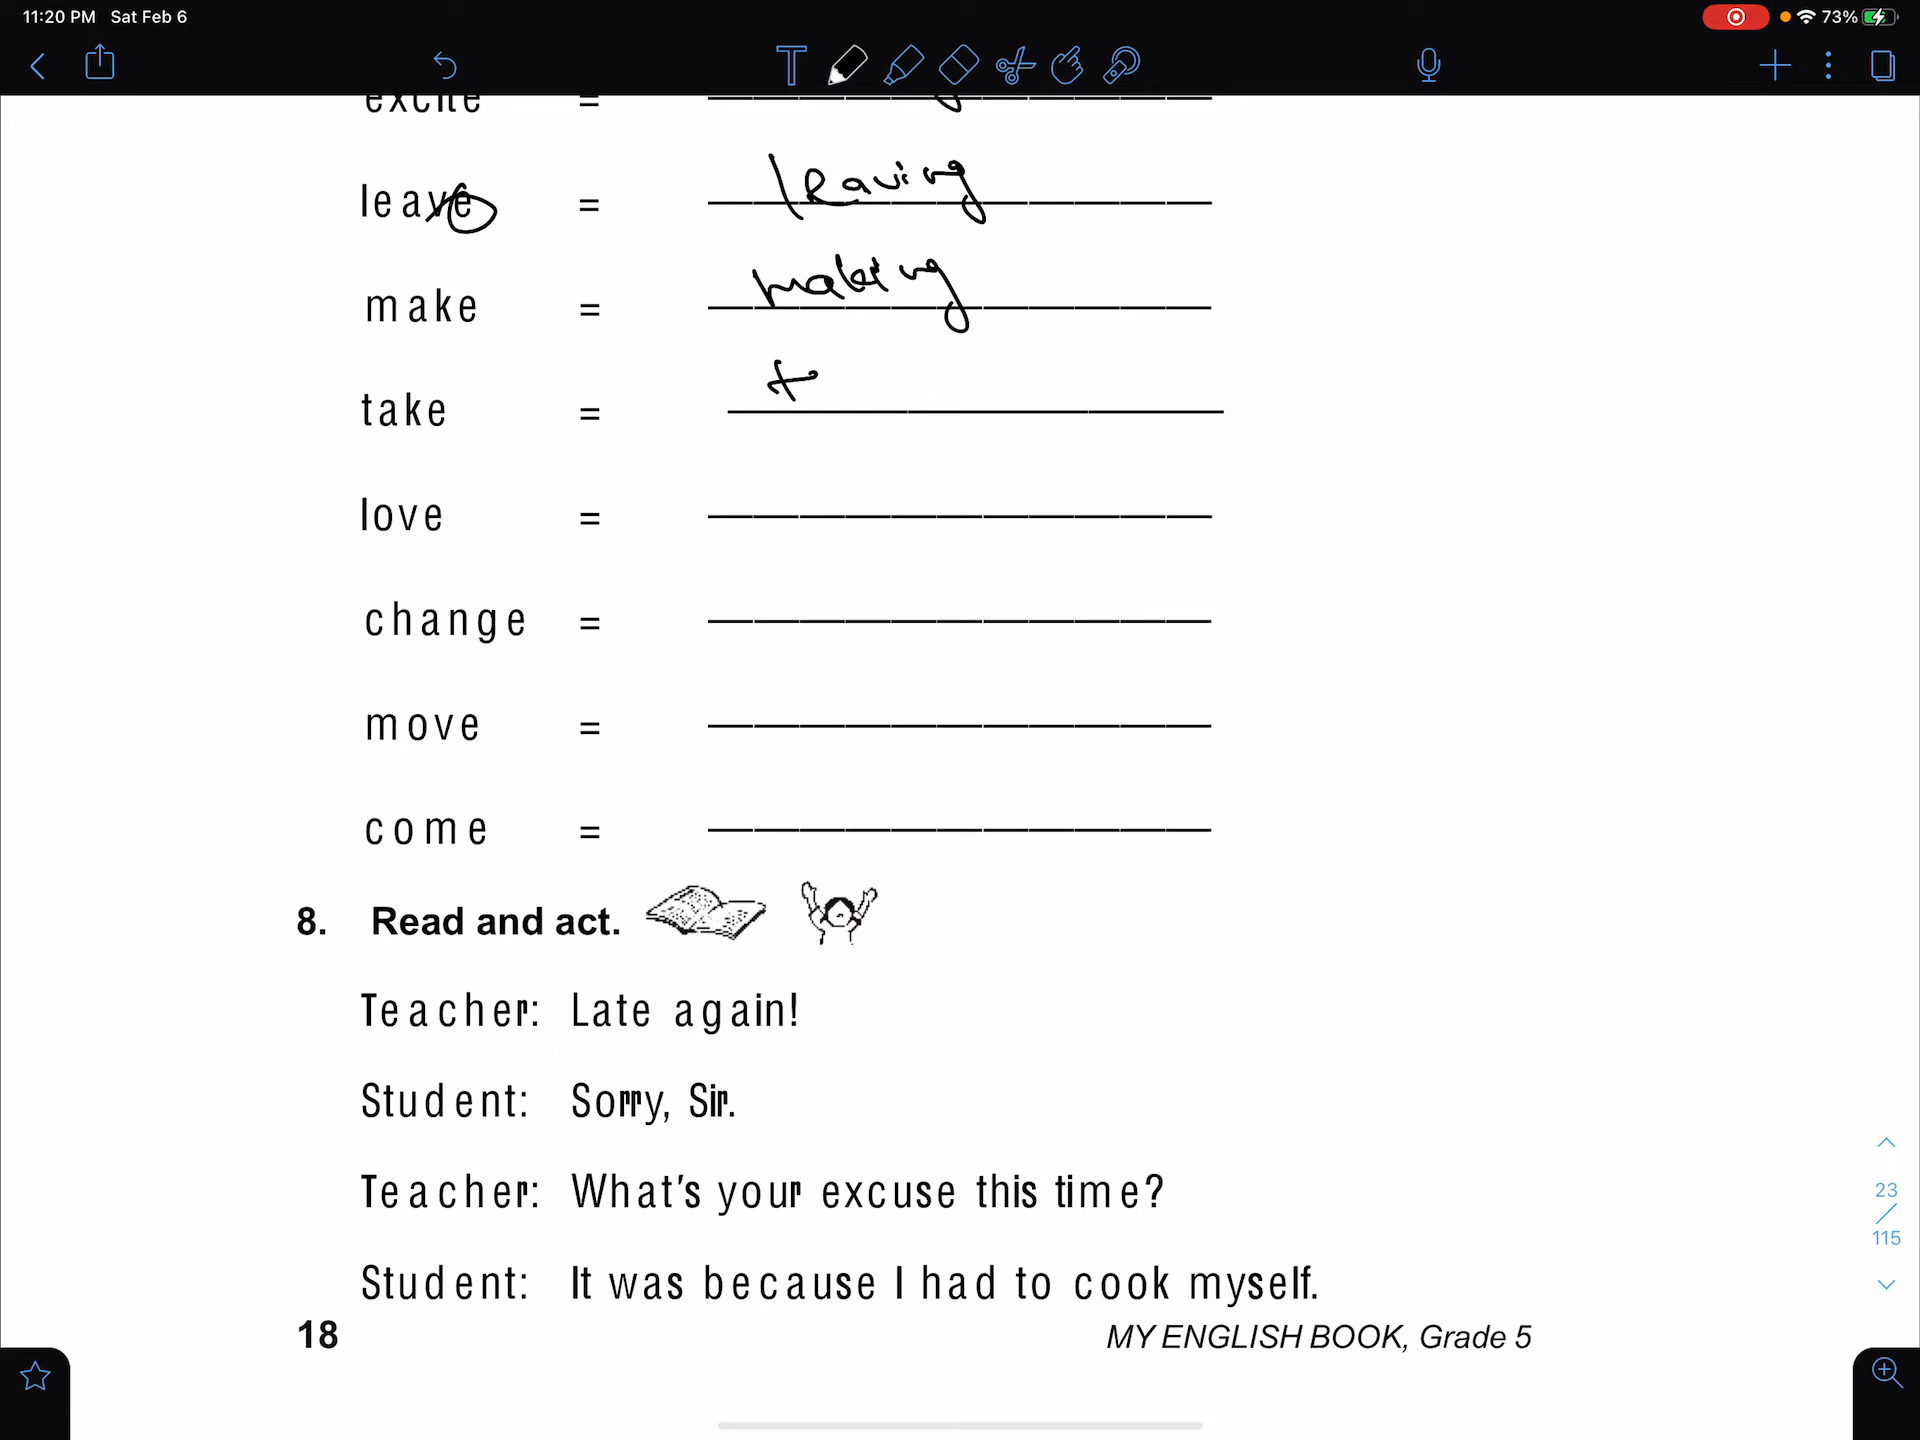 11:20 PM Sat Feb 6 73%
excite =
leave = leaving
make = making
take = t
love =
change =
move =
come =
8. Read and act.
Teacher: Late again!
Student: Sorry, Sir.
Teacher: What's your excuse this time?
Student: It was because I had to cook myself.
18 MY ENGLISH BOOK, Grade 5
23
/
115